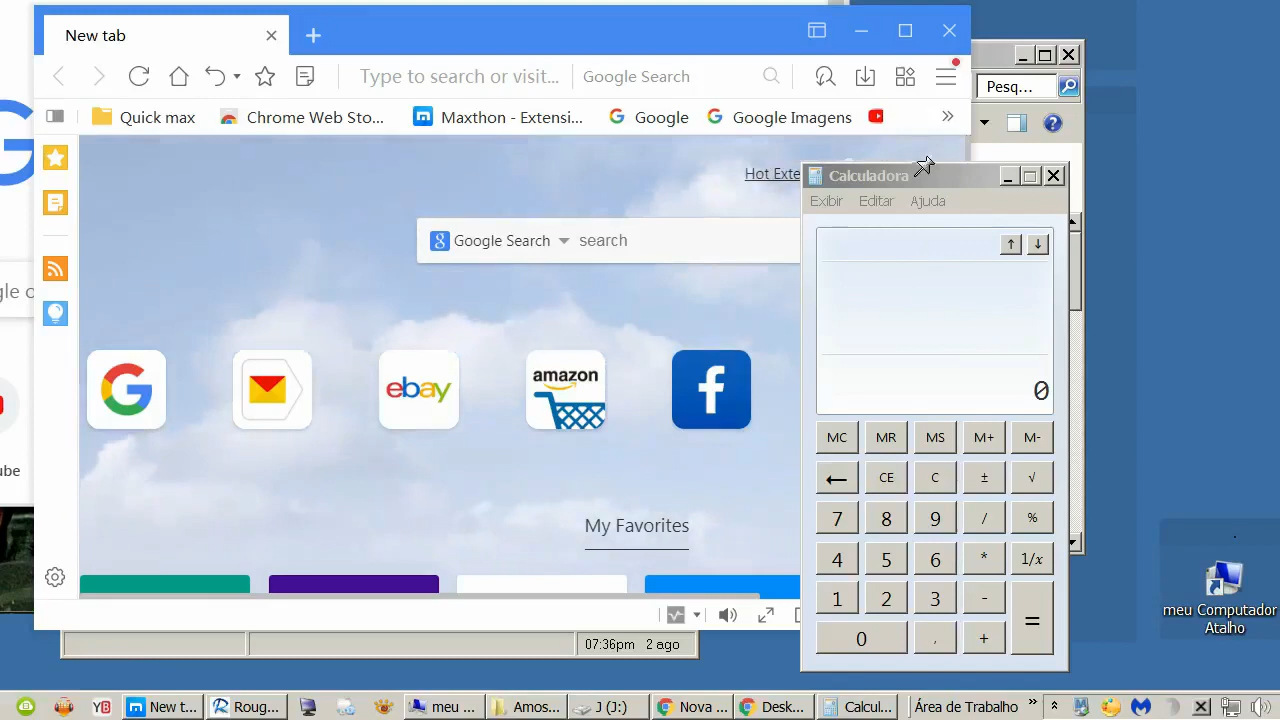 New tab
Type to search or visit...
Google Search
Pesq...
Quick max
Chrome Web Sto...
Maxthon - Extensi...
Google
Google Imagens
Hot Exte
Google Search
search
Calculadora
Exibir
Editar
Ajuda
0
gle o
ube
ebay
amazon
My Favorites
MC MR MS M+ M-
← CE C ± √
7 8 9 / %
4 5 6 * 1/x
1 2 3 - =
0 , +
meu Computador
Atalho
07:36pm
2 ago
YB
New t...
Roug...
meu ...
Amos...
J (J:)
Nova ...
Desk...
Calcul...
Área de Trabalho